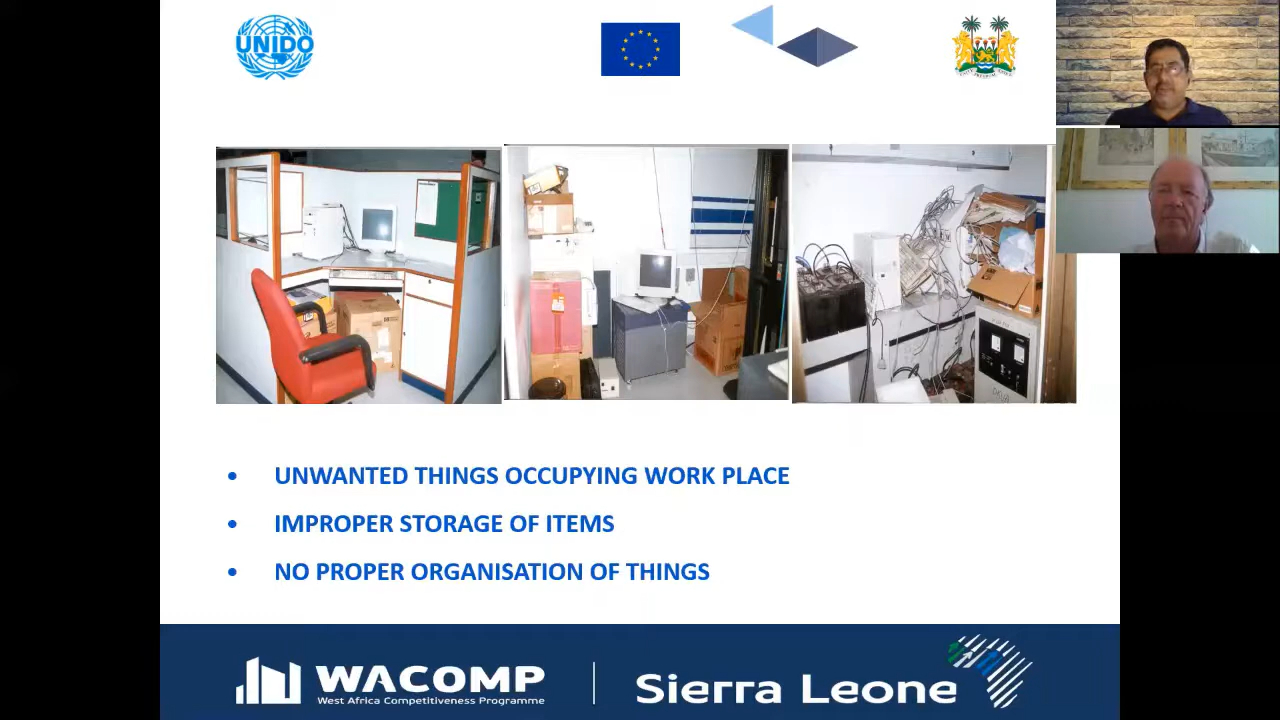 UNIDO
• UNWANTED THINGS OCCUPYING WORK PLACE
• IMPROPER STORAGE OF ITEMS
• NO PROPER ORGANISATION OF THINGS
WACOMP
West Africa Competitiveness Programme
Sierra Leone